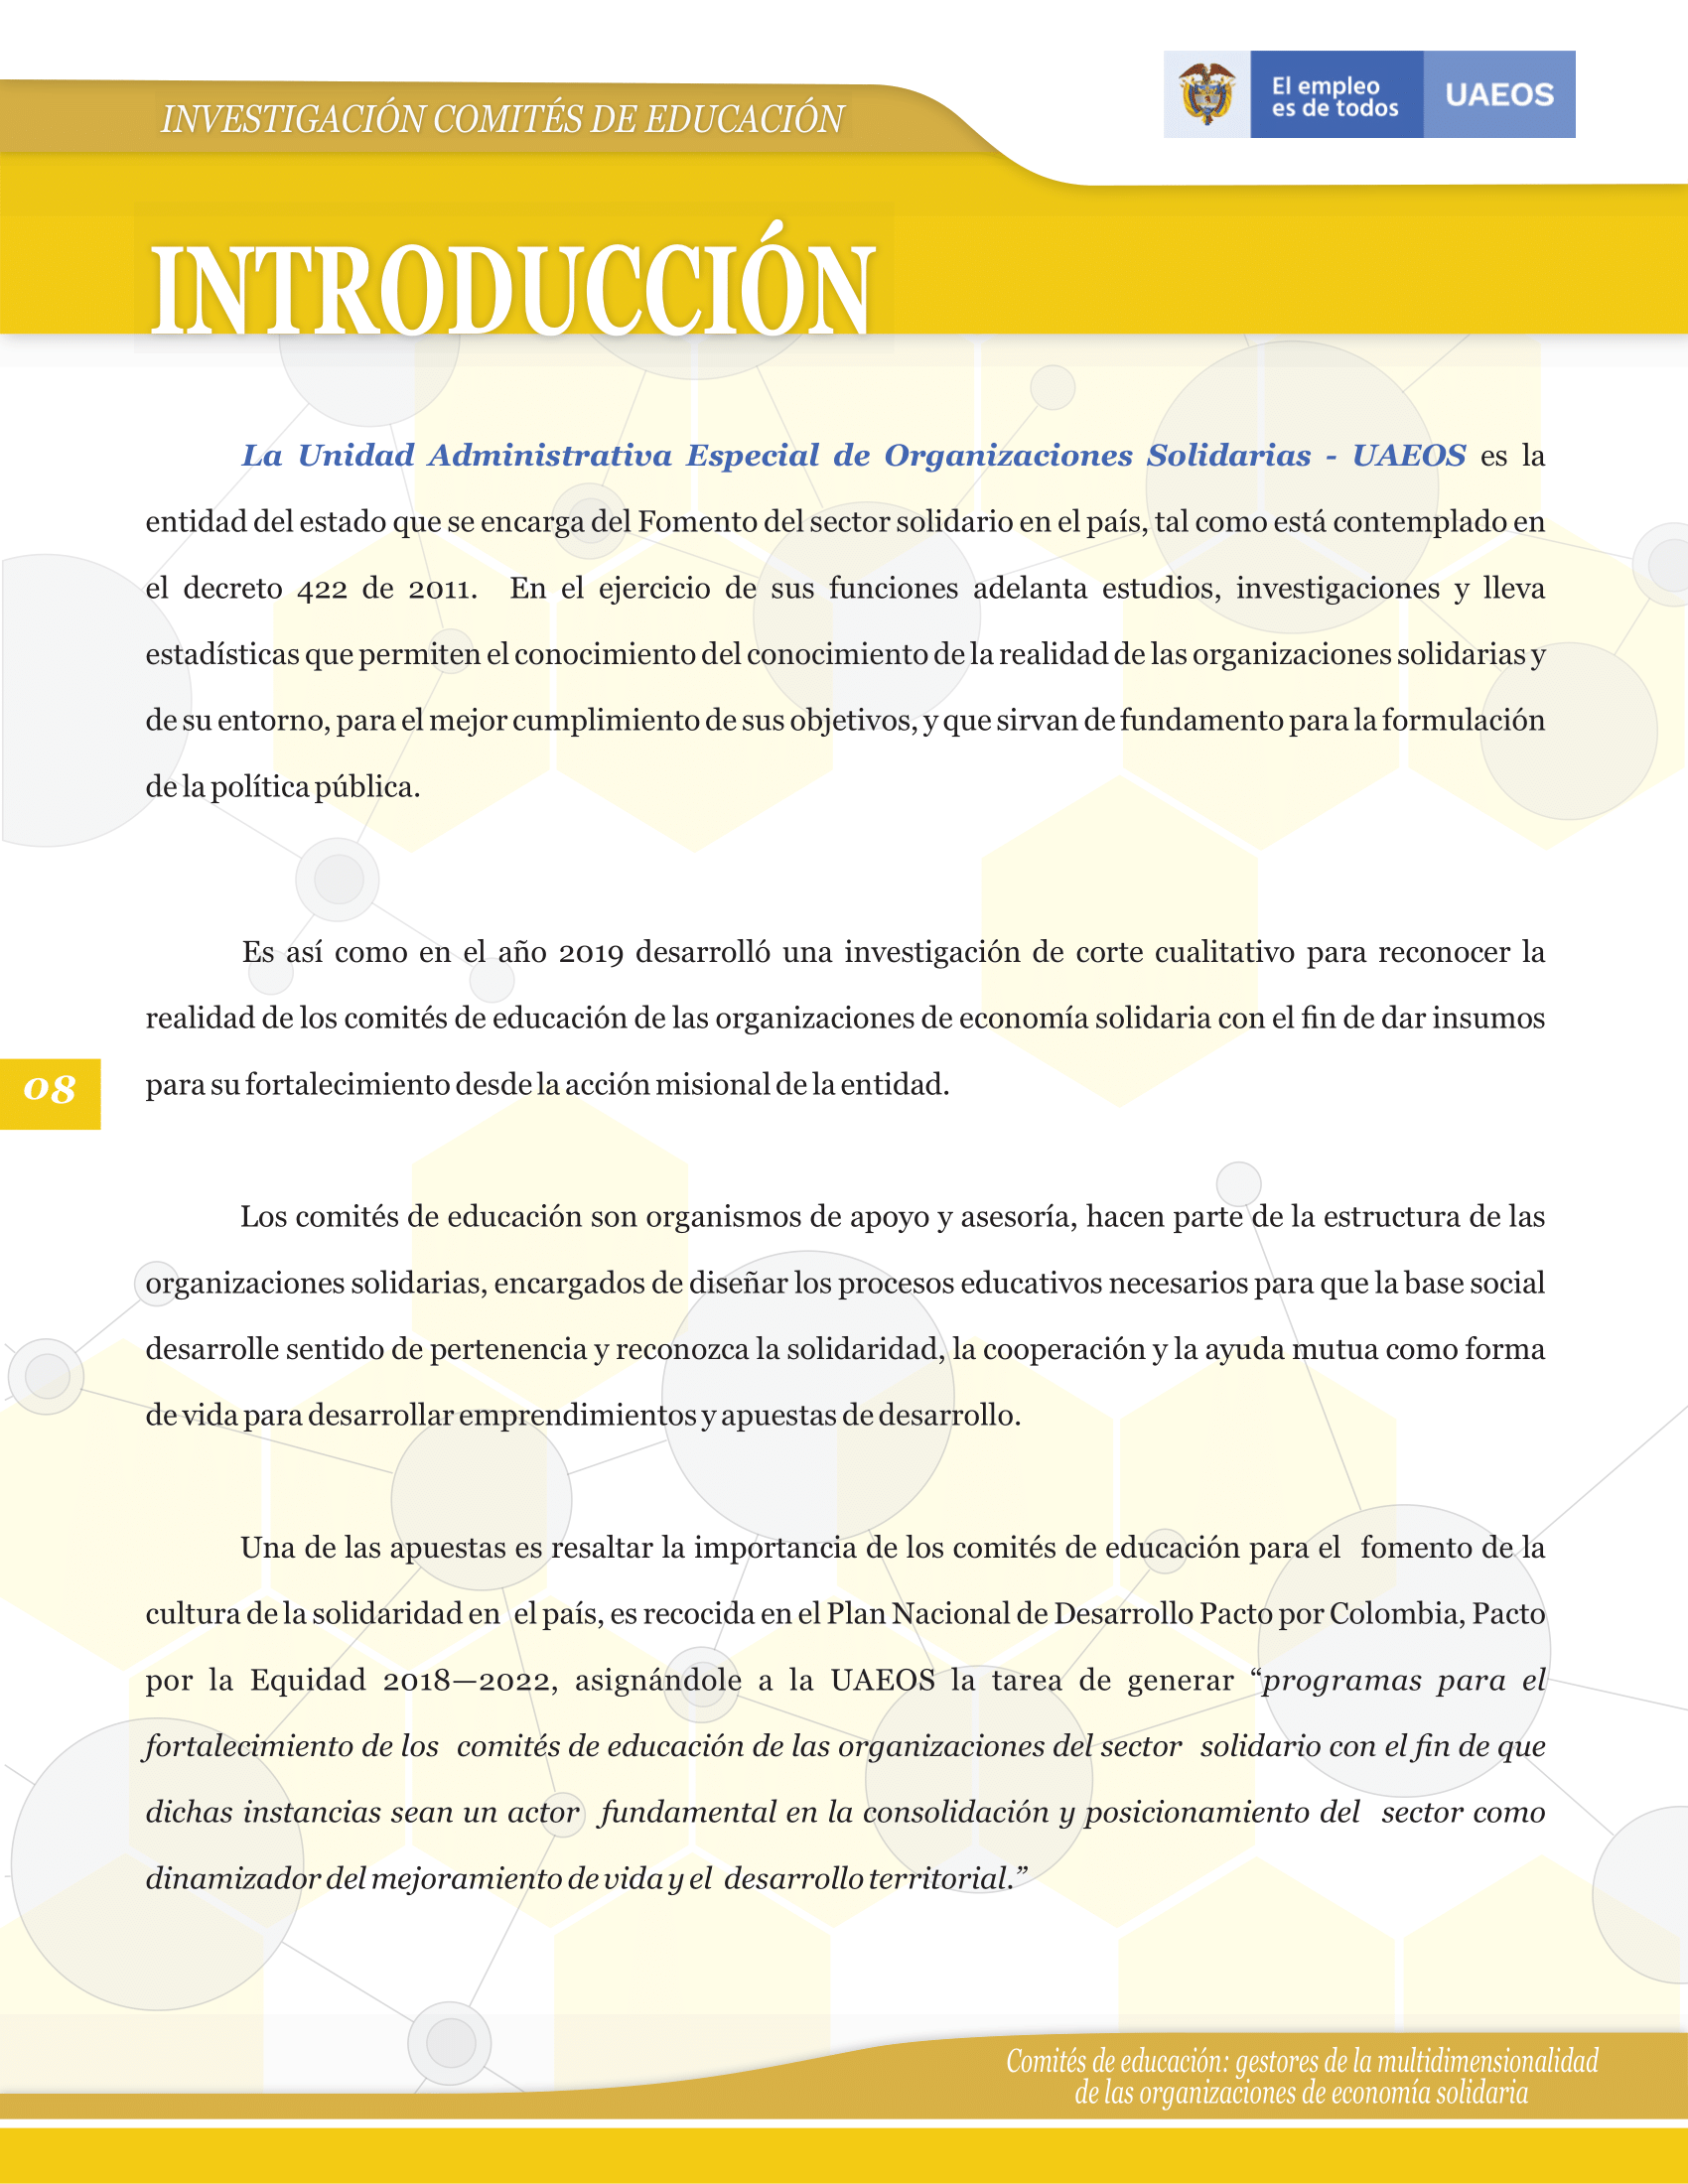 INVESTIGACIÓN COMITÉS DE EDUCACIÓN
El empleo
es de todos
UAEOS
INTRODUCCIÓN
La Unidad Administrativa Especial de Organizaciones Solidarias - UAEOS es la
entidad del estado que se encarga del Fomento del sector solidario en el país, tal como está contemplado en
el decreto 422 de 2011. En el ejercicio de sus funciones adelanta estudios, investigaciones y lleva
estadísticas que permiten el conocimiento del conocimiento de la realidad de las organizaciones solidarias y
de su entorno, para el mejor cumplimiento de sus objetivos, y que sirvan de fundamento para la formulación
de la política pública.
Es así como en el año 2019 desarrolló una investigación de corte cualitativo para reconocer la
realidad de los comités de educación de las organizaciones de economía solidaria con el fin de dar insumos
para su fortalecimiento desde la acción misional de la entidad.
08
Los comités de educación son organismos de apoyo y asesoría, hacen parte de la estructura de las
organizaciones solidarias, encargados de diseñar los procesos educativos necesarios para que la base social
desarrolle sentido de pertenencia y reconozca la solidaridad, la cooperación y la ayuda mutua como forma
de vida para desarrollar emprendimientos y apuestas de desarrollo.
Una de las apuestas es resaltar la importancia de los comités de educación para el fomento de la
cultura de la solidaridad en el país, es recocida en el Plan Nacional de Desarrollo Pacto por Colombia, Pacto
por la Equidad 2018—2022, asignándole a la UAEOS la tarea de generar “programas para el
fortalecimiento de los comités de educación de las organizaciones del sector solidario con el fin de que
dichas instancias sean un actor fundamental en la consolidación y posicionamiento del sector como
dinamizador del mejoramiento de vida y el desarrollo territorial.”
Comités de educación: gestores de la multidimensionalidad
de las organizaciones de economía solidaria